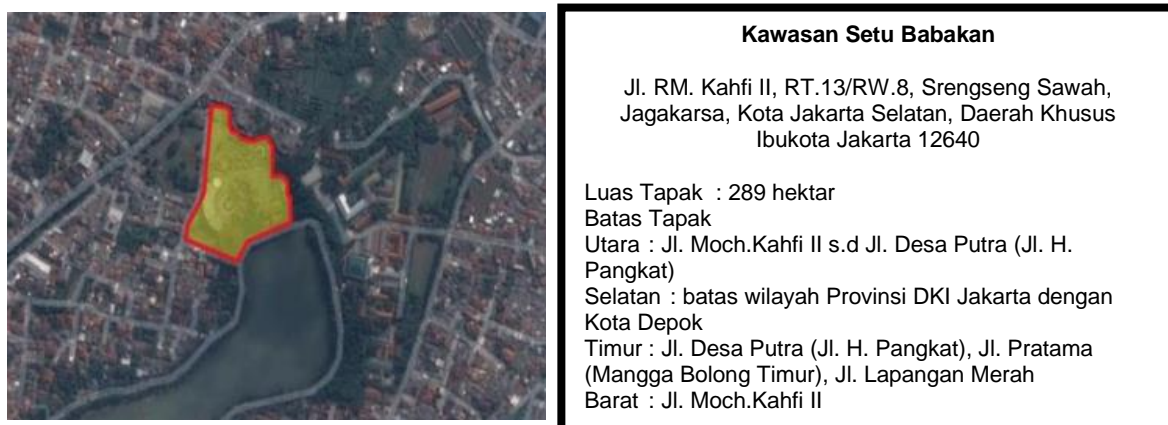 Kawasan Setu Babakan
Jl. RM. Kahfi II, RT.13/RW.8, Srengseng Sawah,
Jagakarsa, Kota Jakarta Selatan, Daerah Khusus
Ibukota Jakarta 12640
Luas Tapak : 289 hektar
Batas Tapak
Utara : Jl. Moch.Kahfi II s.d Jl. Desa Putra (Jl. H.
Pangkat)
Selatan : batas wilayah Provinsi DKI Jakarta dengan
Kota Depok
Timur : Jl. Desa Putra (Jl. H. Pangkat), Jl. Pratama
(Mangga Bolong Timur), Jl. Lapangan Merah
Barat : Jl. Moch.Kahfi II